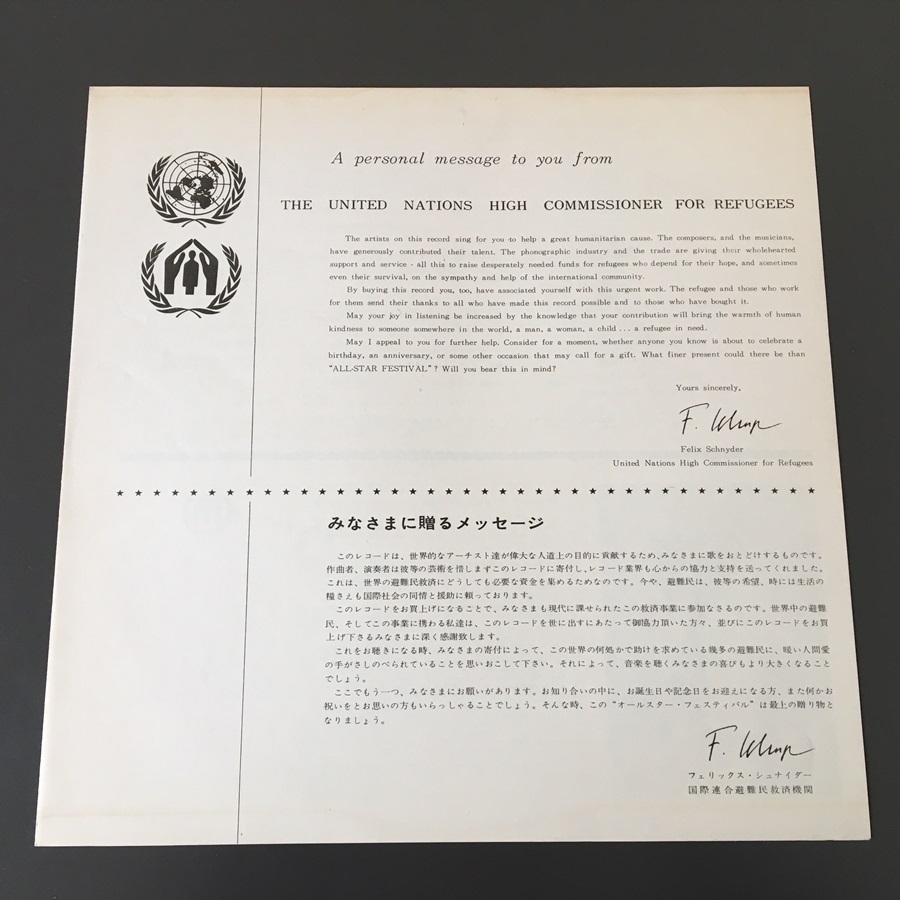 A personal message to you from
THE UNITED NATIONS HIGH COMMISSIONER FOR REFUGEES
The artists on this record sing for you to help a great humanitarian cause. The composers, and the musicians,
have generously contributed their talent. The phonographic industry and the trade are giving their wholehearted
support and service - all this to raise desperately needed funds for refugees who depend for their hope, and sometimes
even their survival, on the sympathy and help of the international community.
By buying this record you, too, have associated yourself with this urgent work. The refugee and those who work
for them send their thanks to all who have made this record possible and to those who have bought it.
May your joy in listening be increased by the knowledge that your contribution will bring the warmth of human
kindness to someone somewhere in the world, a man, a woman, a child ... a refugee in need.
May I appeal to you for further help. Consider for a moment, whether anyone you know is about to celebrate a
birthday, an anniversary, or some other occasion that may call for a gift. What finer present could there be than
“ALL-STAR FESTIVAL”? Will you bear this in mind?
Yours sincerely,
Felix Schnyder
United Nations High Commissioner for Refugees
みなさまに贈るメッセージ
このレコードは、世界的なアーチスト達が偉大な人道上の目的に貢献するため、みなさまに歌をおとどけするものです。
作曲者、演奏者は彼等の芸術を惜しまずこのレコードに寄付し、レコード業界も心からの協力と支持を送ってくれました。
これは、世界の避難民救済にどうしても必要な資金を集めるためなのです。今や、避難民は、彼等の希望、時には生活の
糧さえも国際社会の同情と援助に頼っております。
このレコードをお買上げになることで、みなさまも現代に課せられたこの救済事業に参加なさるのです。世界中の避難
民、そしてこの事業に携わる私達は、このレコードを世に出すにあたって御協力頂いた方々、並びにこのレコードをお買
上げ下さるみなさまに深く感謝致します。
これをお聴きになる時、みなさまの寄付によって、この世界の何処かで助けを求めている幾多の避難民に、暖い人間愛
の手がさしのべられていることを思いおこして下さい。それによって、音楽を聴くみなさまの喜びもより大きくなること
でしょう。
ここでもう一つ、みなさまにお願いがあります。お知り合いの中に、お誕生日や記念日をお迎えになる方、また何かお
祝いをとお思いの方もいらっしゃることでしょう。そんな時、この“オールスター・フェスティバル”は最上の贈り物と
なりましょう。
フェリックス・シュナイダー
国際連合避難民救済機関